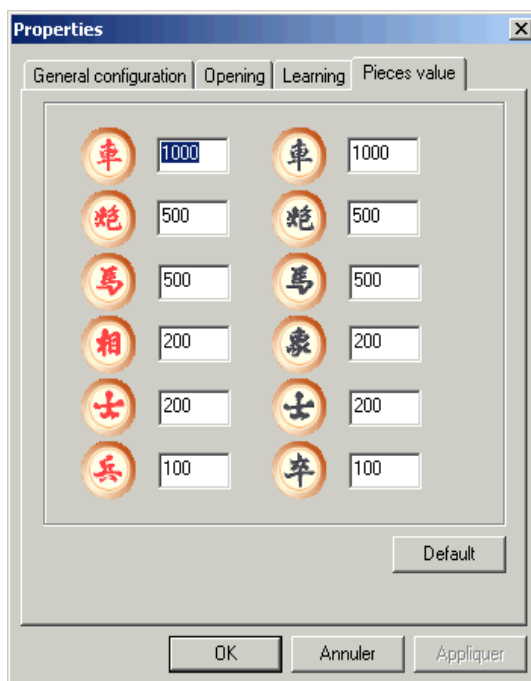 Properties
General configuration Opening Learning Pieces value
車 1000 車 1000
炮 500 炮 500
馬 500 馬 500
相 200 象 200
士 200 士 200
兵 100 卒 100
Default
OK Annuler Appliquer